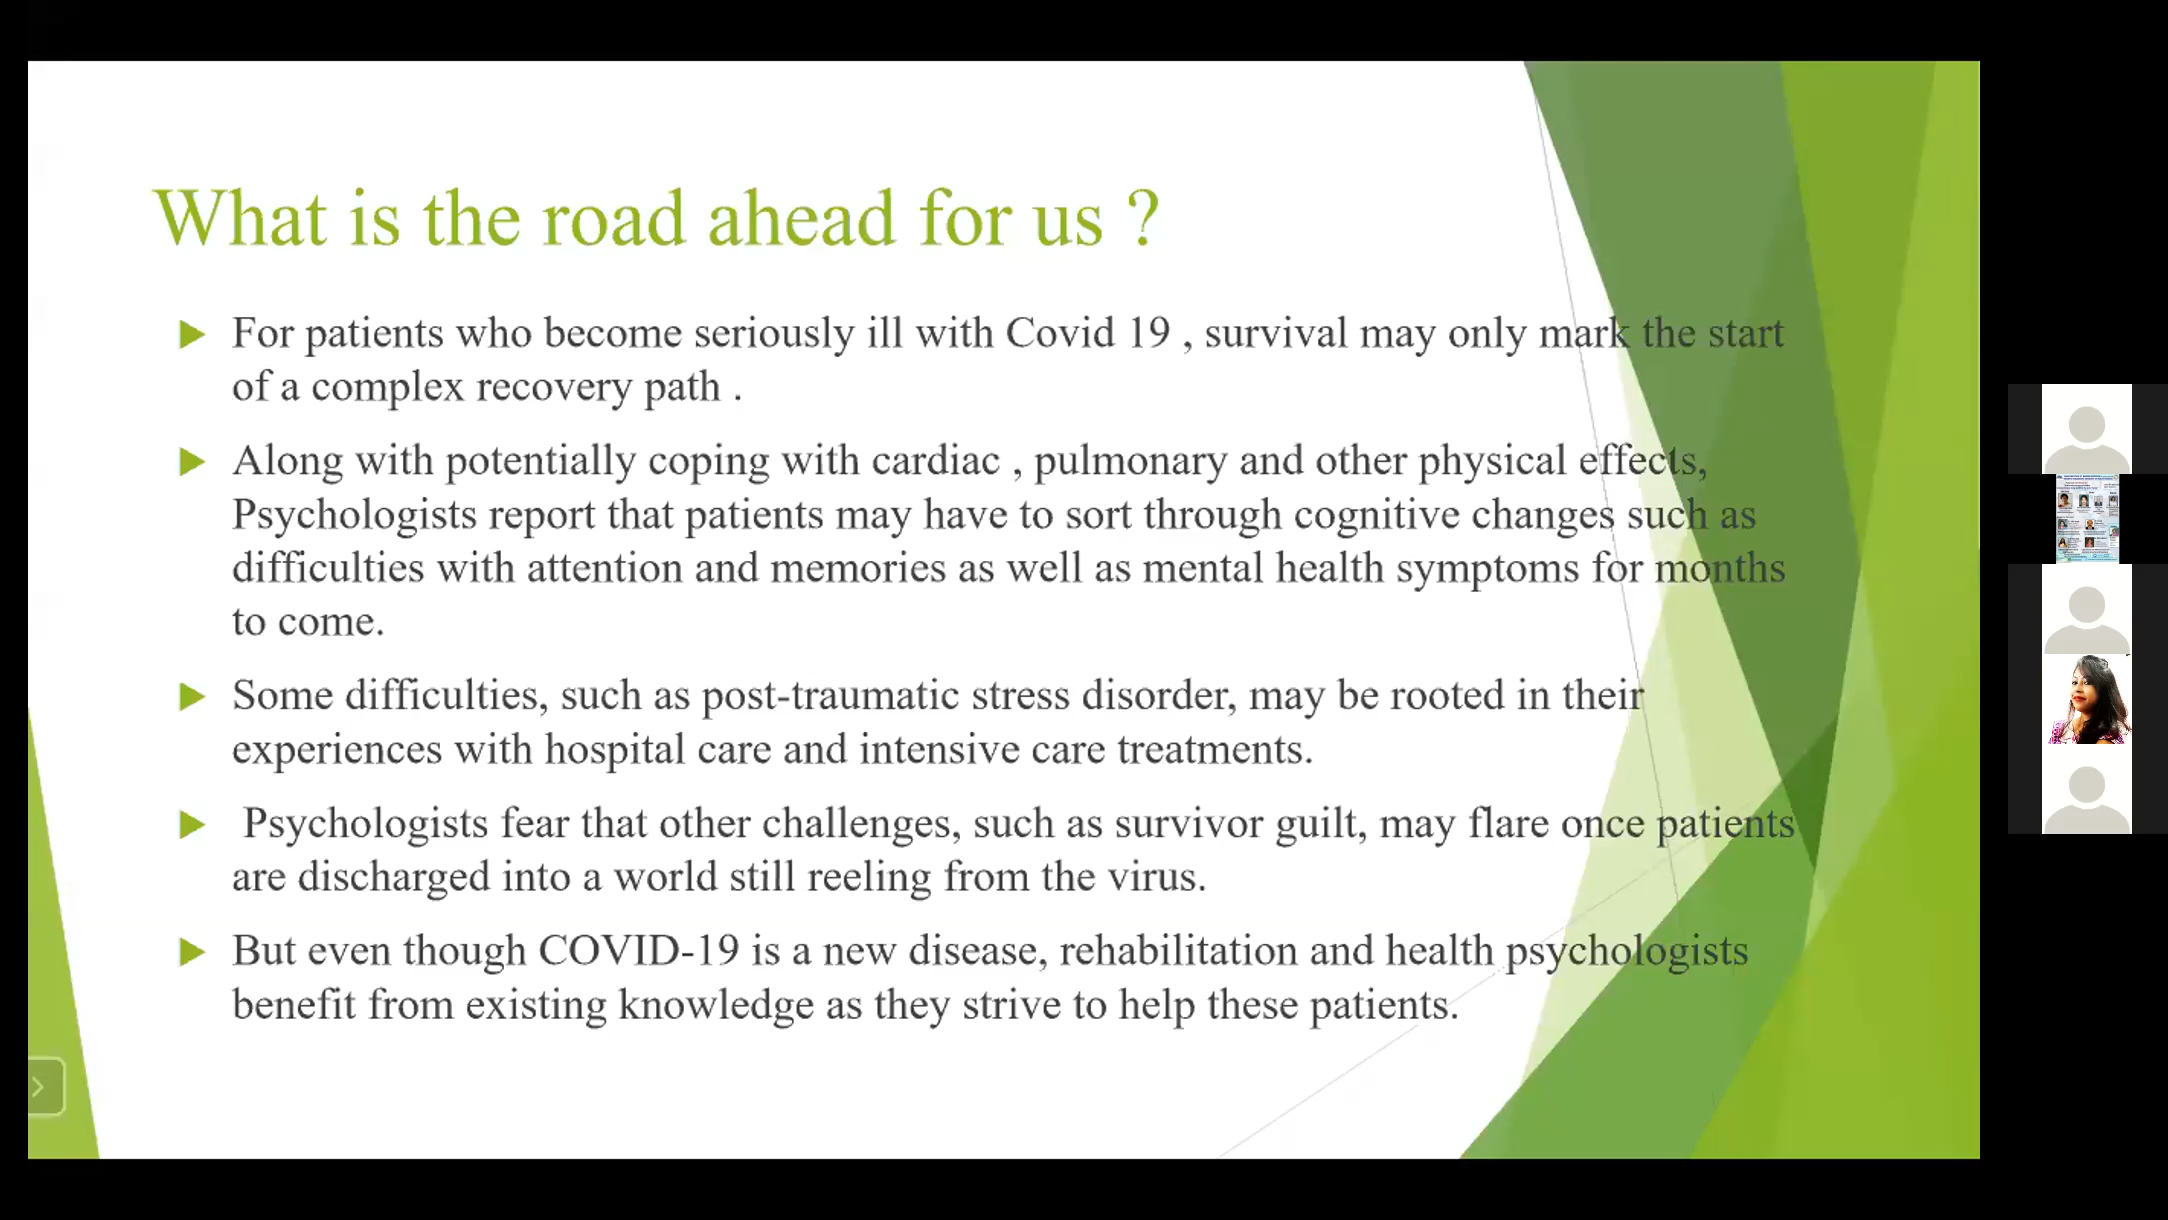 What is the road ahead for us ?
For patients who become seriously ill with Covid 19 , survival may only mark the start
of a complex recovery path .
Along with potentially coping with cardiac , pulmonary and other physical effects,
Psychologists report that patients may have to sort through cognitive changes such as
difficulties with attention and memories as well as mental health symptoms for months
to come.
Some difficulties, such as post-traumatic stress disorder, may be rooted in their
experiences with hospital care and intensive care treatments.
Psychologists fear that other challenges, such as survivor guilt, may flare once patients
are discharged into a world still reeling from the virus.
But even though COVID-19 is a new disease, rehabilitation and health psychologists
benefit from existing knowledge as they strive to help these patients.